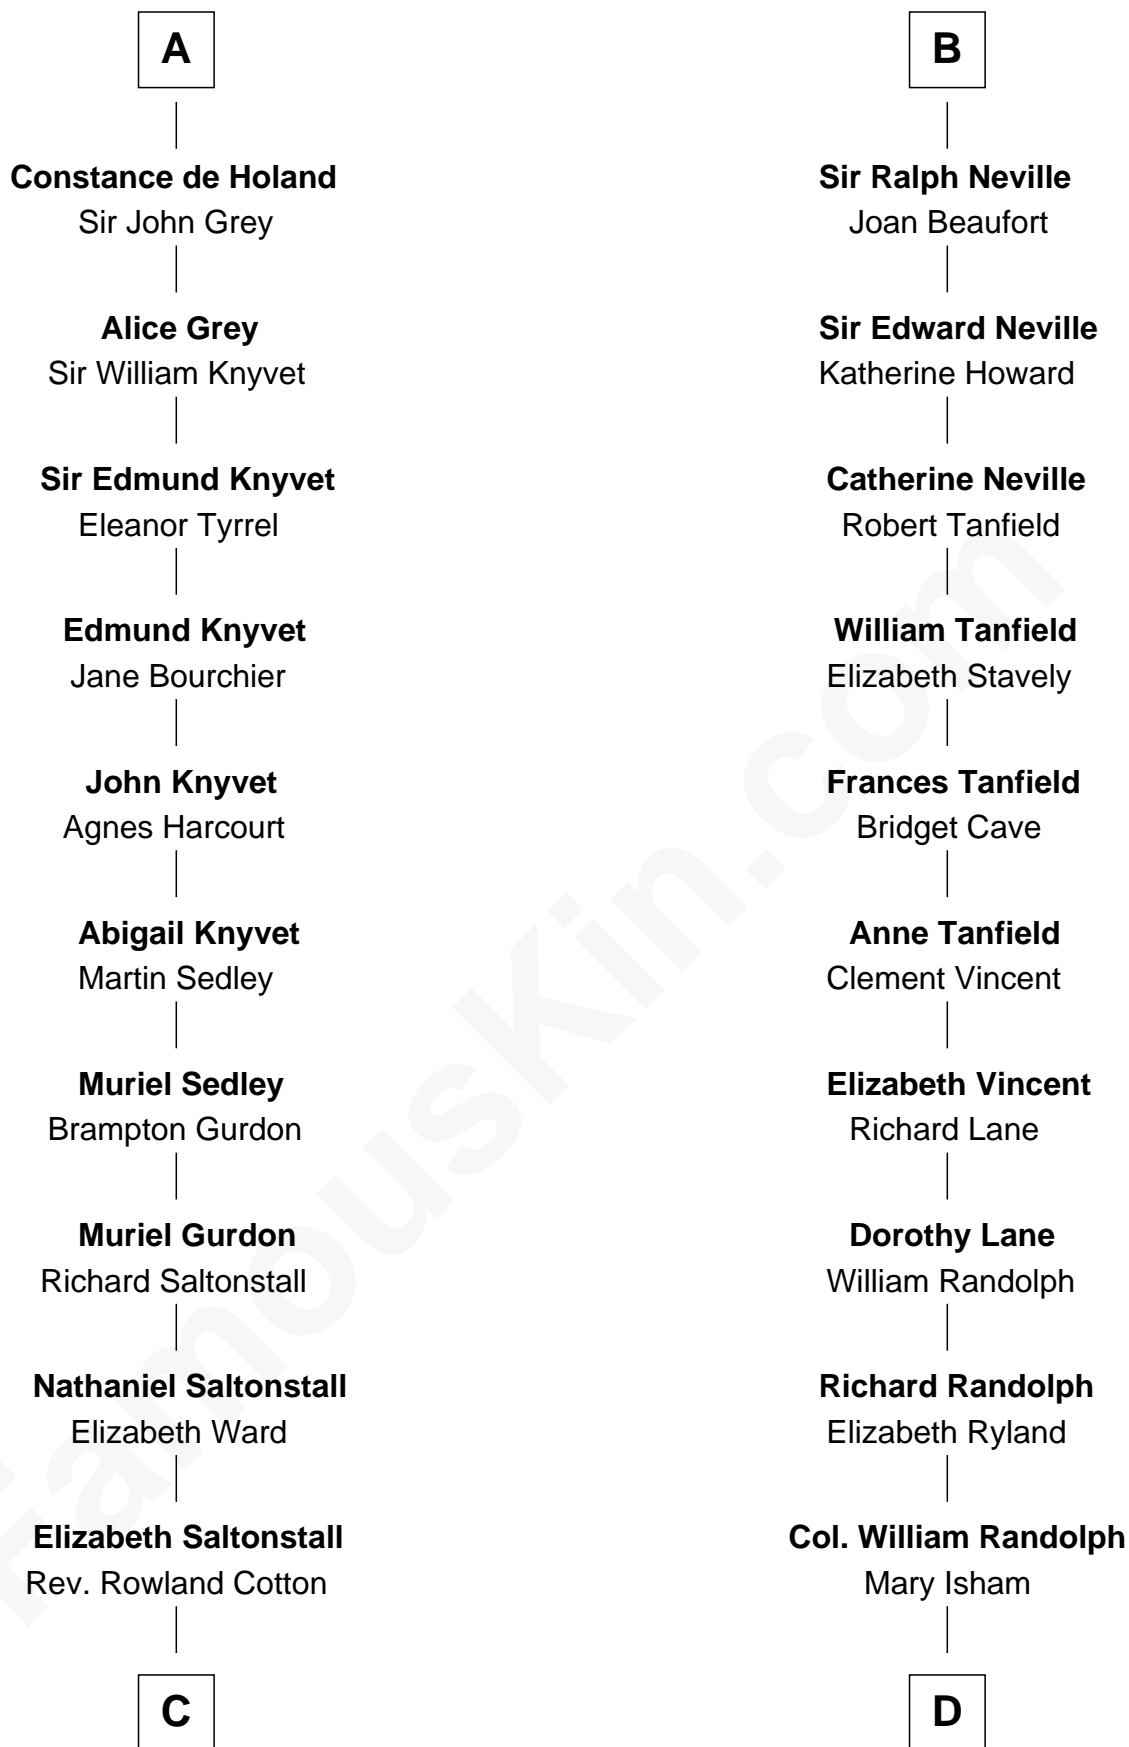 A
Constance de Holand
Sir John Grey
Alice Grey
Sir William Knyvet
Sir Edmund Knyvet
Eleanor Tyrrel
Edmund Knyvet
Jane Bourchier
John Knyvet
Agnes Harcourt
Abigail Knyvet
Martin Sedley
Muriel Sedley
Brampton Gurdon
Muriel Gurdon
Richard Saltonstall
Nathaniel Saltonstall
Elizabeth Ward
Elizabeth Saltonstall
Rev. Rowland Cotton
C
B
Sir Ralph Neville
Joan Beaufort
Sir Edward Neville
Katherine Howard
Catherine Neville
Robert Tanfield
William Tanfield
Elizabeth Stavely
Frances Tanfield
Bridget Cave
Anne Tanfield
Clement Vincent
Elizabeth Vincent
Richard Lane
Dorothy Lane
William Randolph
Richard Randolph
Elizabeth Ryland
Col. William Randolph
Mary Isham
D
FamousKin.com